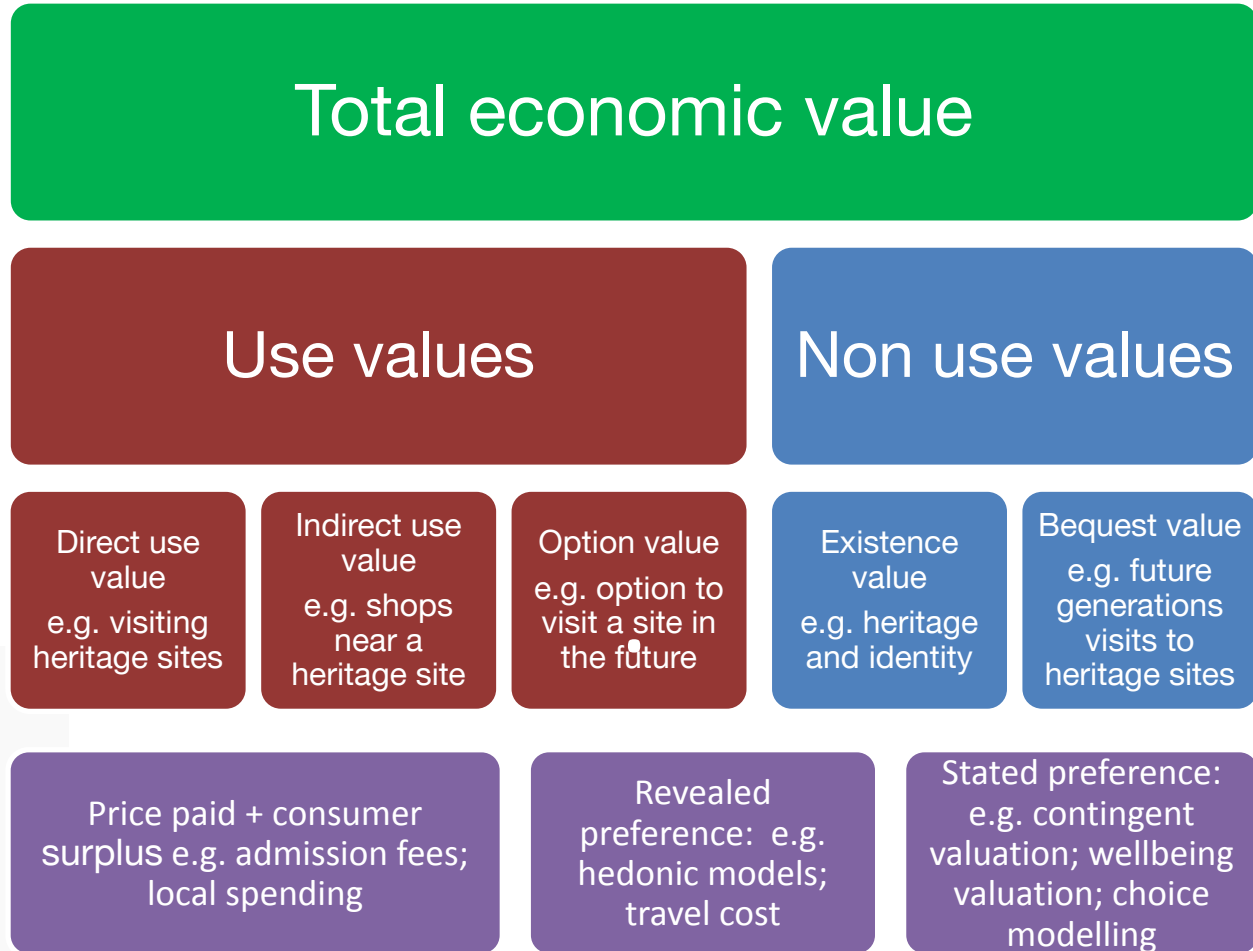 Total economic value
Use values
Non use values
Direct use
value
e.g. visiting
heritage sites
Indirect use
value
e.g. shops
near a
heritage site
Option value
e.g. option to
visit a site in
the future
Existence
value
e.g. heritage
and identity
Bequest value
e.g. future
generations
visits to
heritage sites
Price paid + consumer
surplus e.g. admission fees;
local spending
Revealed
preference:  e.g.
hedonic models;
travel cost
Stated preference:
e.g. contingent
valuation; wellbeing
valuation; choice
modelling